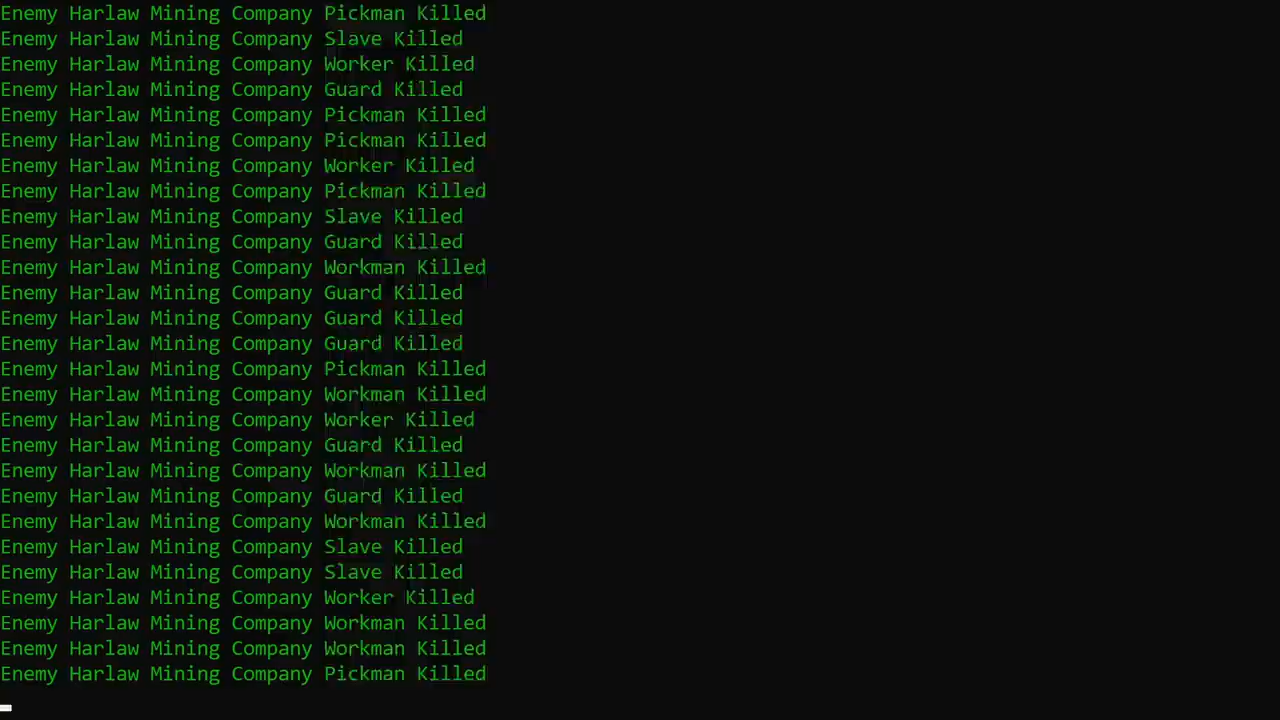 Enemy Harlaw Mining Company Pickman Killed
Enemy Harlaw Mining Company Slave Killed
Enemy Harlaw Mining Company Worker Killed
Enemy Harlaw Mining Company Guard Killed
Enemy Harlaw Mining Company Pickman Killed
Enemy Harlaw Mining Company Pickman Killed
Enemy Harlaw Mining Company Worker Killed
Enemy Harlaw Mining Company Pickman Killed
Enemy Harlaw Mining Company Slave Killed
Enemy Harlaw Mining Company Guard Killed
Enemy Harlaw Mining Company Workman Killed
Enemy Harlaw Mining Company Guard Killed
Enemy Harlaw Mining Company Guard Killed
Enemy Harlaw Mining Company Guard Killed
Enemy Harlaw Mining Company Pickman Killed
Enemy Harlaw Mining Company Workman Killed
Enemy Harlaw Mining Company Worker Killed
Enemy Harlaw Mining Company Guard Killed
Enemy Harlaw Mining Company Workman Killed
Enemy Harlaw Mining Company Guard Killed
Enemy Harlaw Mining Company Workman Killed
Enemy Harlaw Mining Company Slave Killed
Enemy Harlaw Mining Company Slave Killed
Enemy Harlaw Mining Company Worker Killed
Enemy Harlaw Mining Company Workman Killed
Enemy Harlaw Mining Company Workman Killed
Enemy Harlaw Mining Company Pickman Killed